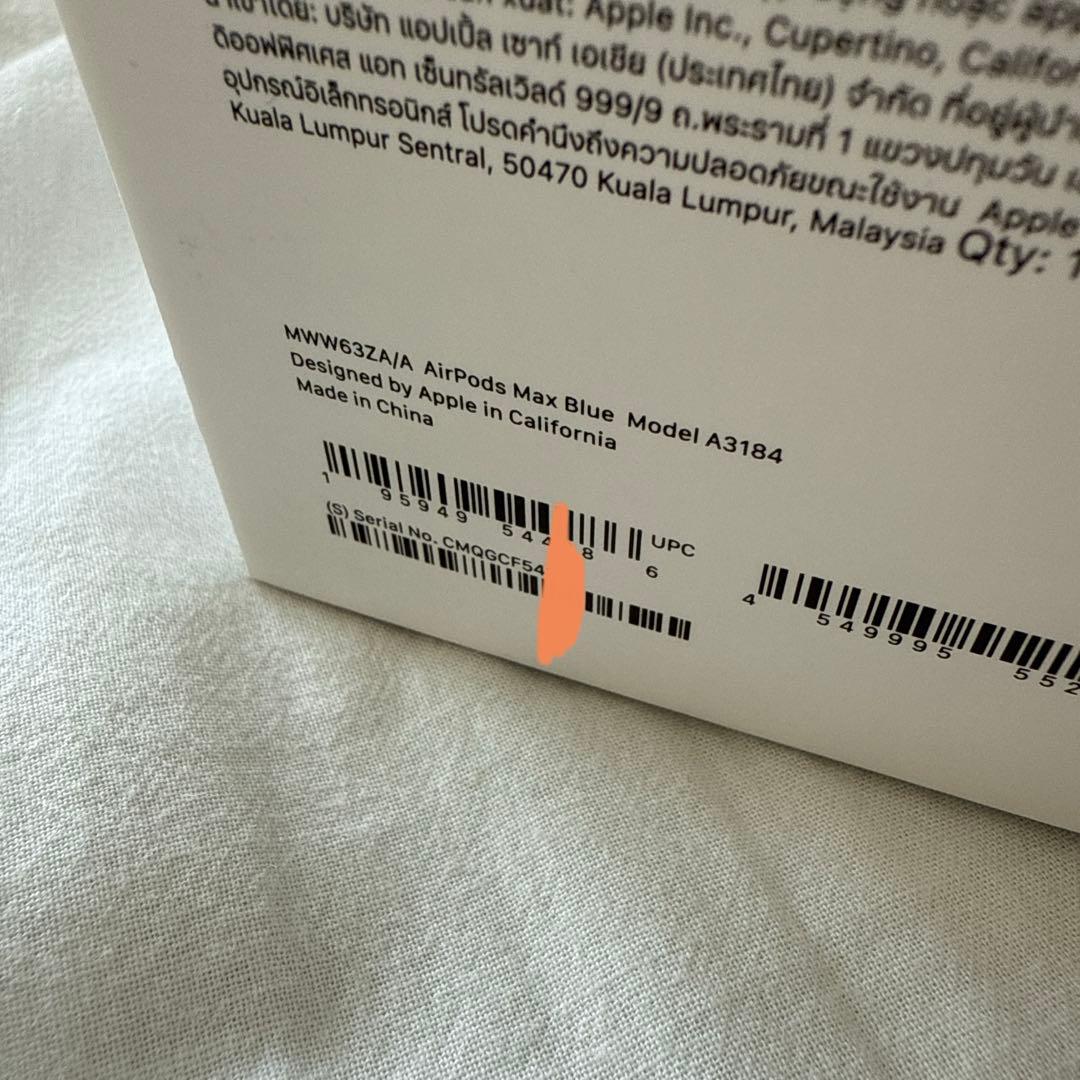 Apple Inc., Cupertino,
บริษัท แอปเปิ้ล เซาท์ เอเชีย (ประเทศไทย) จำกัด
ดิออฟฟิศเศส แอท เซ็นทรัลเวิลด์ 999/9 ถ.พระรามที่ 1 แขวงปทุมวัน
อุปกรณ์อิเล็กทรอนิกส์ โปรดคำนึงถึงความปลอดภัยขณะใช้งาน Apple
Kuala Lumpur Sentral, 50470 Kuala Lumpur, Malaysia Qty: 1
MWW63ZA/A AirPods Max Blue Model A3184
Designed by Apple in California
Made in China
1 95949 544 8 6 UPC
(S) Serial No. CMQGCF54
4 549995 552